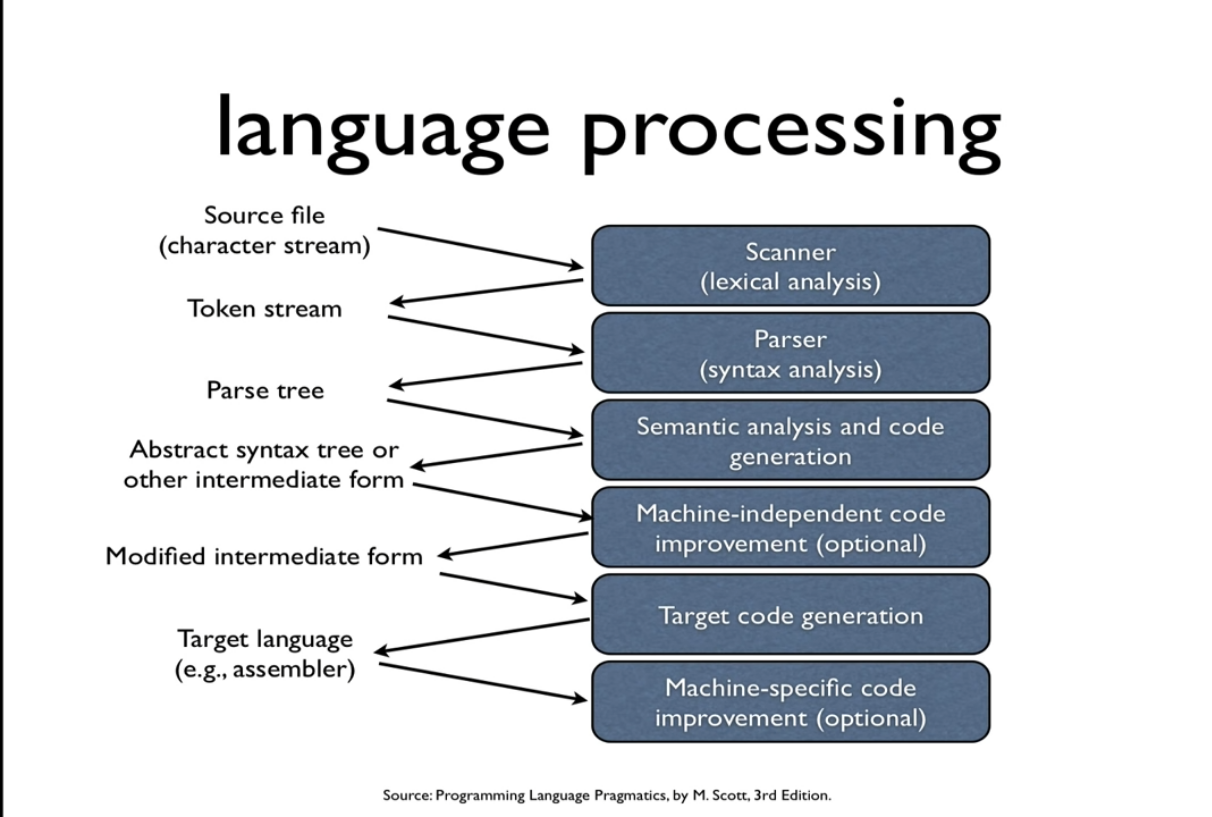 language processing
Source file
(character stream)
Scanner
(lexical analysis)
Token stream
Parser
(syntax analysis)
Parse tree
Semantic analysis and code
generation
Abstract syntax tree or
other intermediate form
Machine-independent code
improvement (optional)
Modified intermediate form
Target code generation
Target language
(e.g., assembler)
Machine-specific code
improvement (optional)
Source: Programming Language Pragmatics, by M. Scott, 3rd Edition.